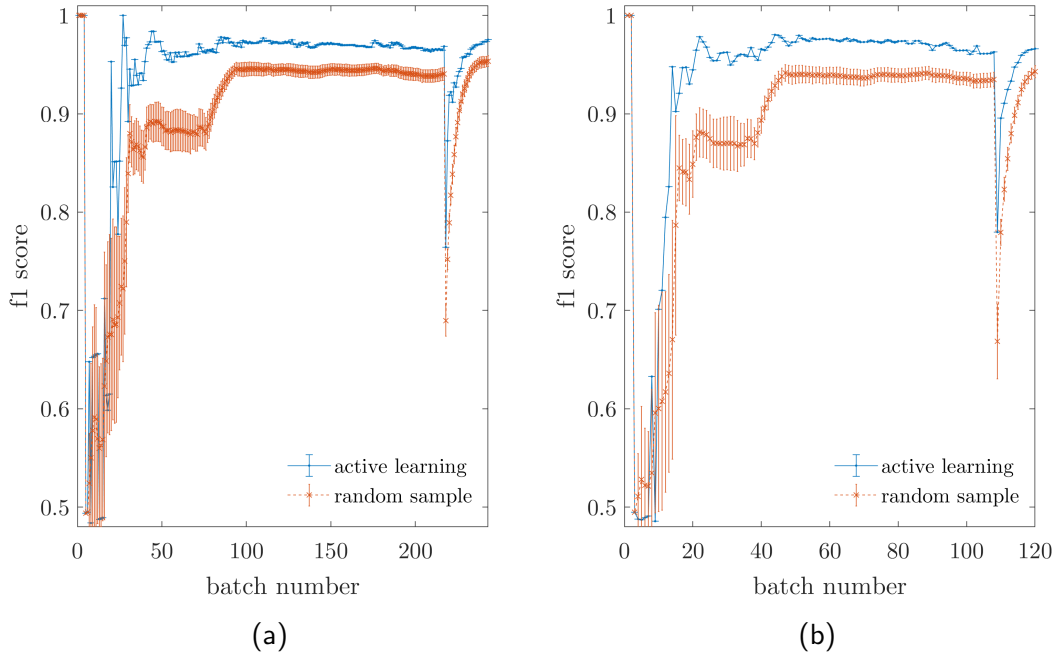 1
0.9
0.8
0.7
0.6
0.5
f1 score
0 50 100 150 200
batch number
active learning
random sample
(a)
1
0.9
0.8
0.7
0.6
0.5
f1 score
0 20 40 60 80 100 120
batch number
active learning
random sample
(b)